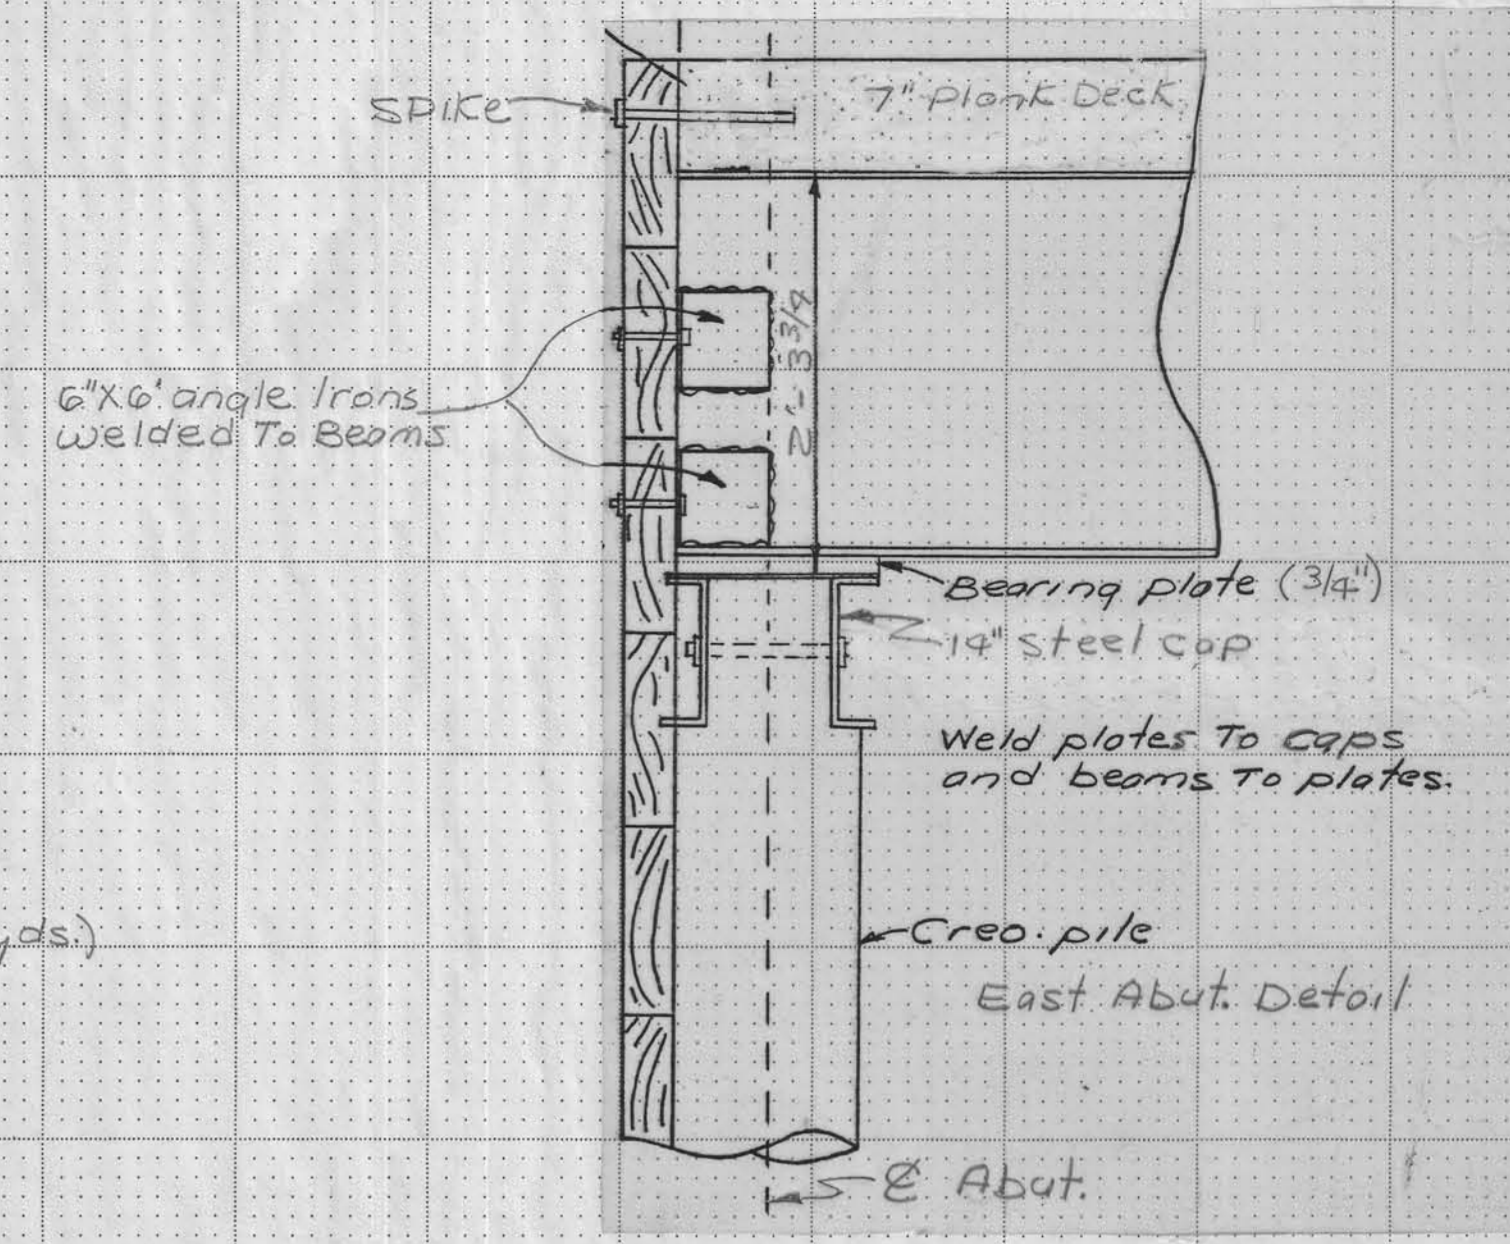 SPIKE
7" Plank Deck
6"X6" angle Irons
welded To Beams
2'-3 3/4
Bearing plate (3/4")
14" Steel Cap
Weld plates To caps
and beams To plates.
yds.)
Creo. pile
East Abut. Detail
℄ Abut.